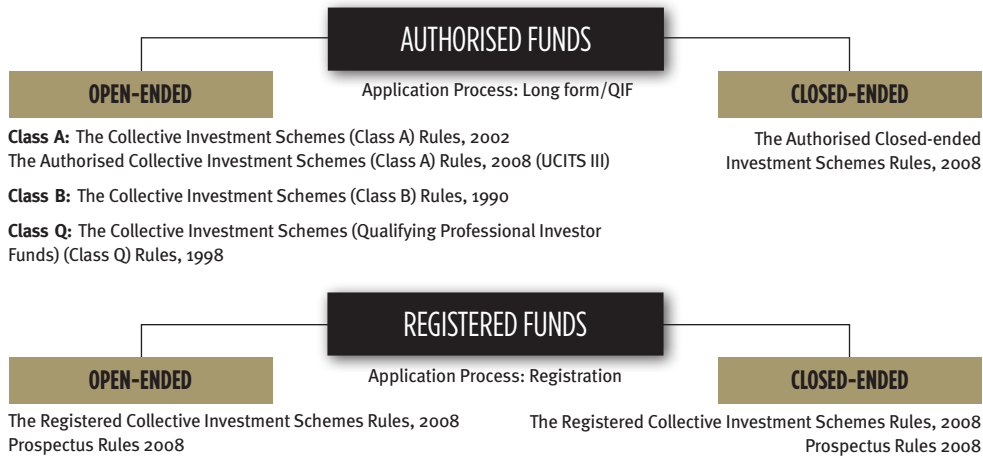 AUTHORISED FUNDS
Application Process: Long form/QIF
OPEN-ENDED
Class A: The Collective Investment Schemes (Class A) Rules, 2002
The Authorised Collective Investment Schemes (Class A) Rules, 2008 (UCITS III)
Class B: The Collective Investment Schemes (Class B) Rules, 1990
Class Q: The Collective Investment Schemes (Qualifying Professional Investor
Funds) (Class Q) Rules, 1998
CLOSED-ENDED
The Authorised Closed-ended
Investment Schemes Rules, 2008
REGISTERED FUNDS
Application Process: Registration
OPEN-ENDED
The Registered Collective Investment Schemes Rules, 2008
Prospectus Rules 2008
CLOSED-ENDED
The Registered Collective Investment Schemes Rules, 2008
Prospectus Rules 2008